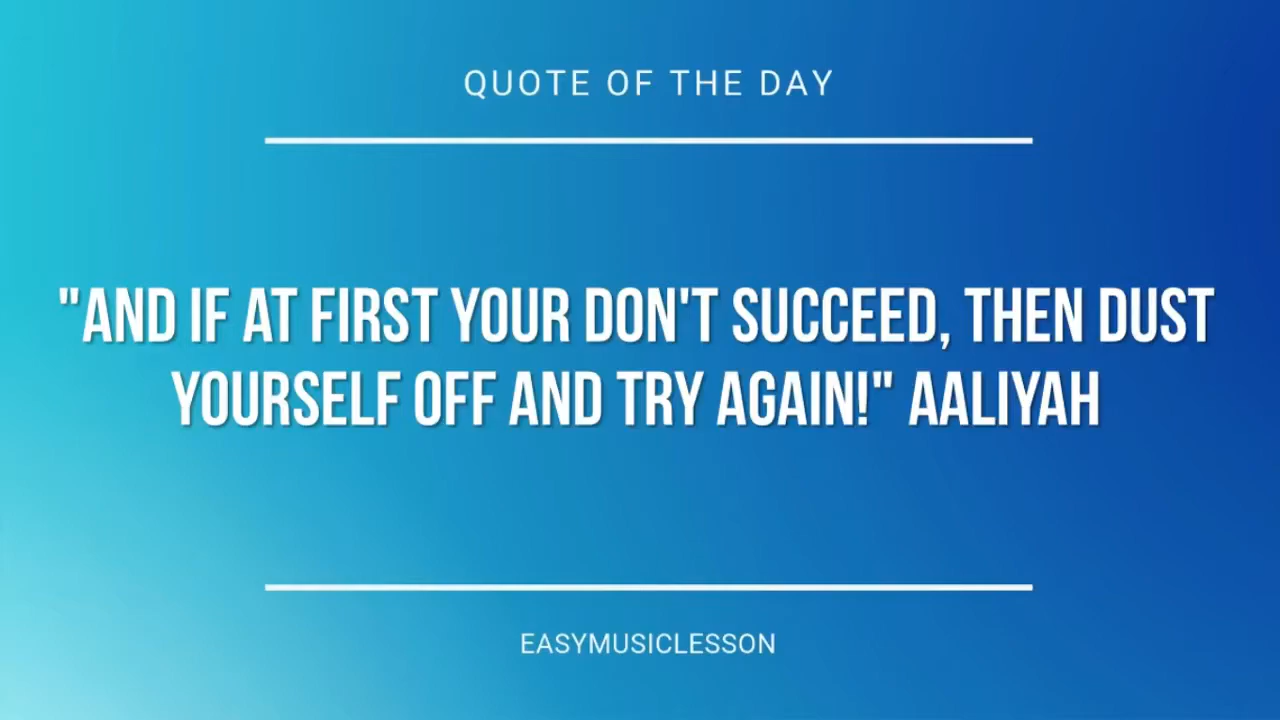 QUOTE OF THE DAY
"AND IF AT FIRST YOUR DON'T SUCCEED, THEN DUST
YOURSELF OFF AND TRY AGAIN!" AALIYAH
EASYMUSICLESSON